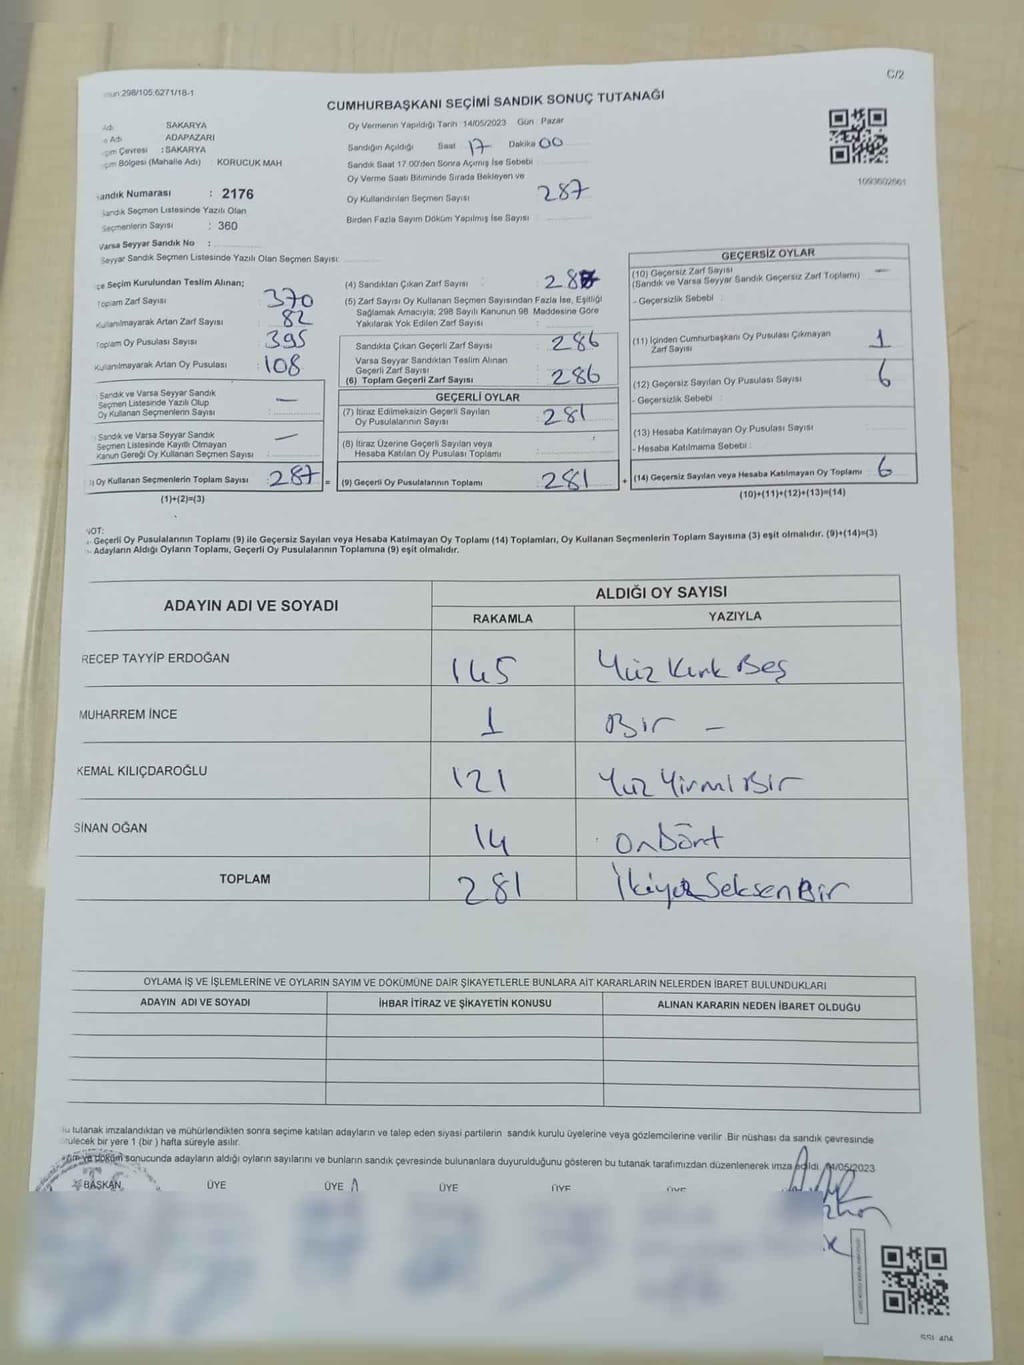 C/2
298/105,6271/18-1
CUMHURBAŞKANI SEÇİMİ SANDIK SONUÇ TUTANAĞI
Adı SAKARYA
Adı : ADAPAZARI
Çevresi : SAKARYA
Bölgesi (Mahalle Adı) : KORUCUK MAH
Sandık Numarası : 2176
Sandık Seçmen Listesinde Yazılı Olan
Seçmenlerin Sayısı : 360
Varsa Seyyar Sandık No :
Seyyar Sandık Seçmen Listesinde Yazılı Olan Seçmen Sayısı:
Oy Vermenin Yapıldığı Tarih :14/05/2023 Gün : Pazar
Sandığın Açıldığı Saat 17 Dakika 00
Sandık Saat 17.00'den Sonra Açılmış İse Sebebi
Oy Verme Saati Bitiminde Sırada Bekleyen ve
Oy Kullandırılan Seçmen Sayısı 287
Birden Fazla Sayım Döküm Yapılmış İse Sayısı
1093602661
Seçim Kurulundan Teslim Alınan;
Toplam Zarf Sayısı 370
Kullanılmayarak Artan Zarf Sayısı 82
Toplam Oy Pusulası Sayısı 395
Kullanılmayarak Artan Oy Pusulası 108
Sandık ve Varsa Seyyar Sandık
Seçmen Listesinde Yazılı Olup
Oy Kullanan Seçmenlerin Sayısı : —
Sandık ve Varsa Seyyar Sandık
Seçmen Listesinde Kayıtlı Olmayan
Kanun Gereği Oy Kullanan Seçmen Sayısı : —
) Oy Kullanan Seçmenlerin Toplam Sayısı : 287 =
(1)+(2)=(3)
(4) Sandıktan Çıkan Zarf Sayısı : 287
(5) Zarf Sayısı Oy Kullanan Seçmen Sayısından Fazla İse, Eşitliği
Sağlamak Amacıyla; 298 Sayılı Kanunun 98 Maddesine Göre
Yakılarak Yok Edilen Zarf Sayısı :
Sandıkta Çıkan Geçerli Zarf Sayısı : 286
Varsa Seyyar Sandıktan Teslim Alınan
Geçerli Zarf Sayısı :
(6) Toplam Geçerli Zarf Sayısı : 286
GEÇERLİ OYLAR
(7) İtiraz Edilmeksizin Geçerli Sayılan
Oy Pusulasının Sayısı : 281
(8) İtiraz Üzerine Geçerli Sayılan veya
Hesaba Katılan Oy Pusulası Toplamı :
(9) Geçerli Oy Pusulalarının Toplamı : 281 +
GEÇERSİZ OYLAR
(10) Geçersiz Zarf Sayısı —
(Sandık ve Varsa Seyyar Sandık Geçersiz Zarf Toplamı)
- Geçersizlik Sebebi :
(11) İçinden Cumhurbaşkanı Oy Pusulası Çıkmayan
Zarf Sayısı : 1
(12) Geçersiz Sayılan Oy Pusulası Sayısı : 6
- Geçersizlik Sebebi :
(13) Hesaba Katılmayan Oy Pusulası Sayısı :
- Hesaba Katılmama Sebebi :
(14) Geçersiz Sayılan veya Hesaba Katılmayan Oy Toplamı : 6
(10)+(11)+(12)+(13)=(14)
NOT:
- Geçerli Oy Pusulalarının Toplamı (9) ile Geçersiz Sayılan veya Hesaba Katılmayan Oy Toplamı (14) Toplamları, Oy Kullanan Seçmenlerin Toplam Sayısına (3) eşit olmalıdır. (9)+(14)=(3)
- Adayların Aldığı Oyların Toplamı, Geçerli Oy Pusulalarının Toplamına (9) eşit olmalıdır.
ADAYIN ADI VE SOYADI ALDIĞI OY SAYISI
RAKAMLA YAZIYLA
RECEP TAYYİP ERDOĞAN 145 Yüz Kırk Beş
MUHARREM İNCE 1 Bir —
KEMAL KILIÇDAROĞLU 121 Yuz Yirmi Bir
SİNAN OĞAN 14 On Dört
TOPLAM 281 İkiyüz Seksen Bir
OYLAMA İŞ VE İŞLEMLERİNE VE OYLARIN SAYIM VE DÖKÜMÜNE DAİR ŞİKAYETLERLE BUNLARA AİT KARARLARIN NELERDEN İBARET BULUNDUKLARI
ADAYIN ADI VE SOYADI İHBAR İTİRAZ VE ŞİKAYETİN KONUSU ALINAN KARARIN NEDEN İBARET OLDUĞU
Bu tutanak imzalandıktan ve mühürlendikten sonra seçime katılan adayların ve talep eden siyasi partilerin sandık kurulu üyelerine veya gözlemcilerine verilir. Bir nüshası da sandık çevresinde
bir yere 1 (bir ) hafta süreyle asılır.
ve döküm sonucunda adayların aldığı oyların sayılarını ve bunların sandık çevresinde bulunanlara duyurulduğunu gösteren bu tutanak tarafımızdan düzenlenerek imza edildi. 14/05/2023
BAŞKAN ÜYE ÜYE ÜYE ÜYE ÜYE